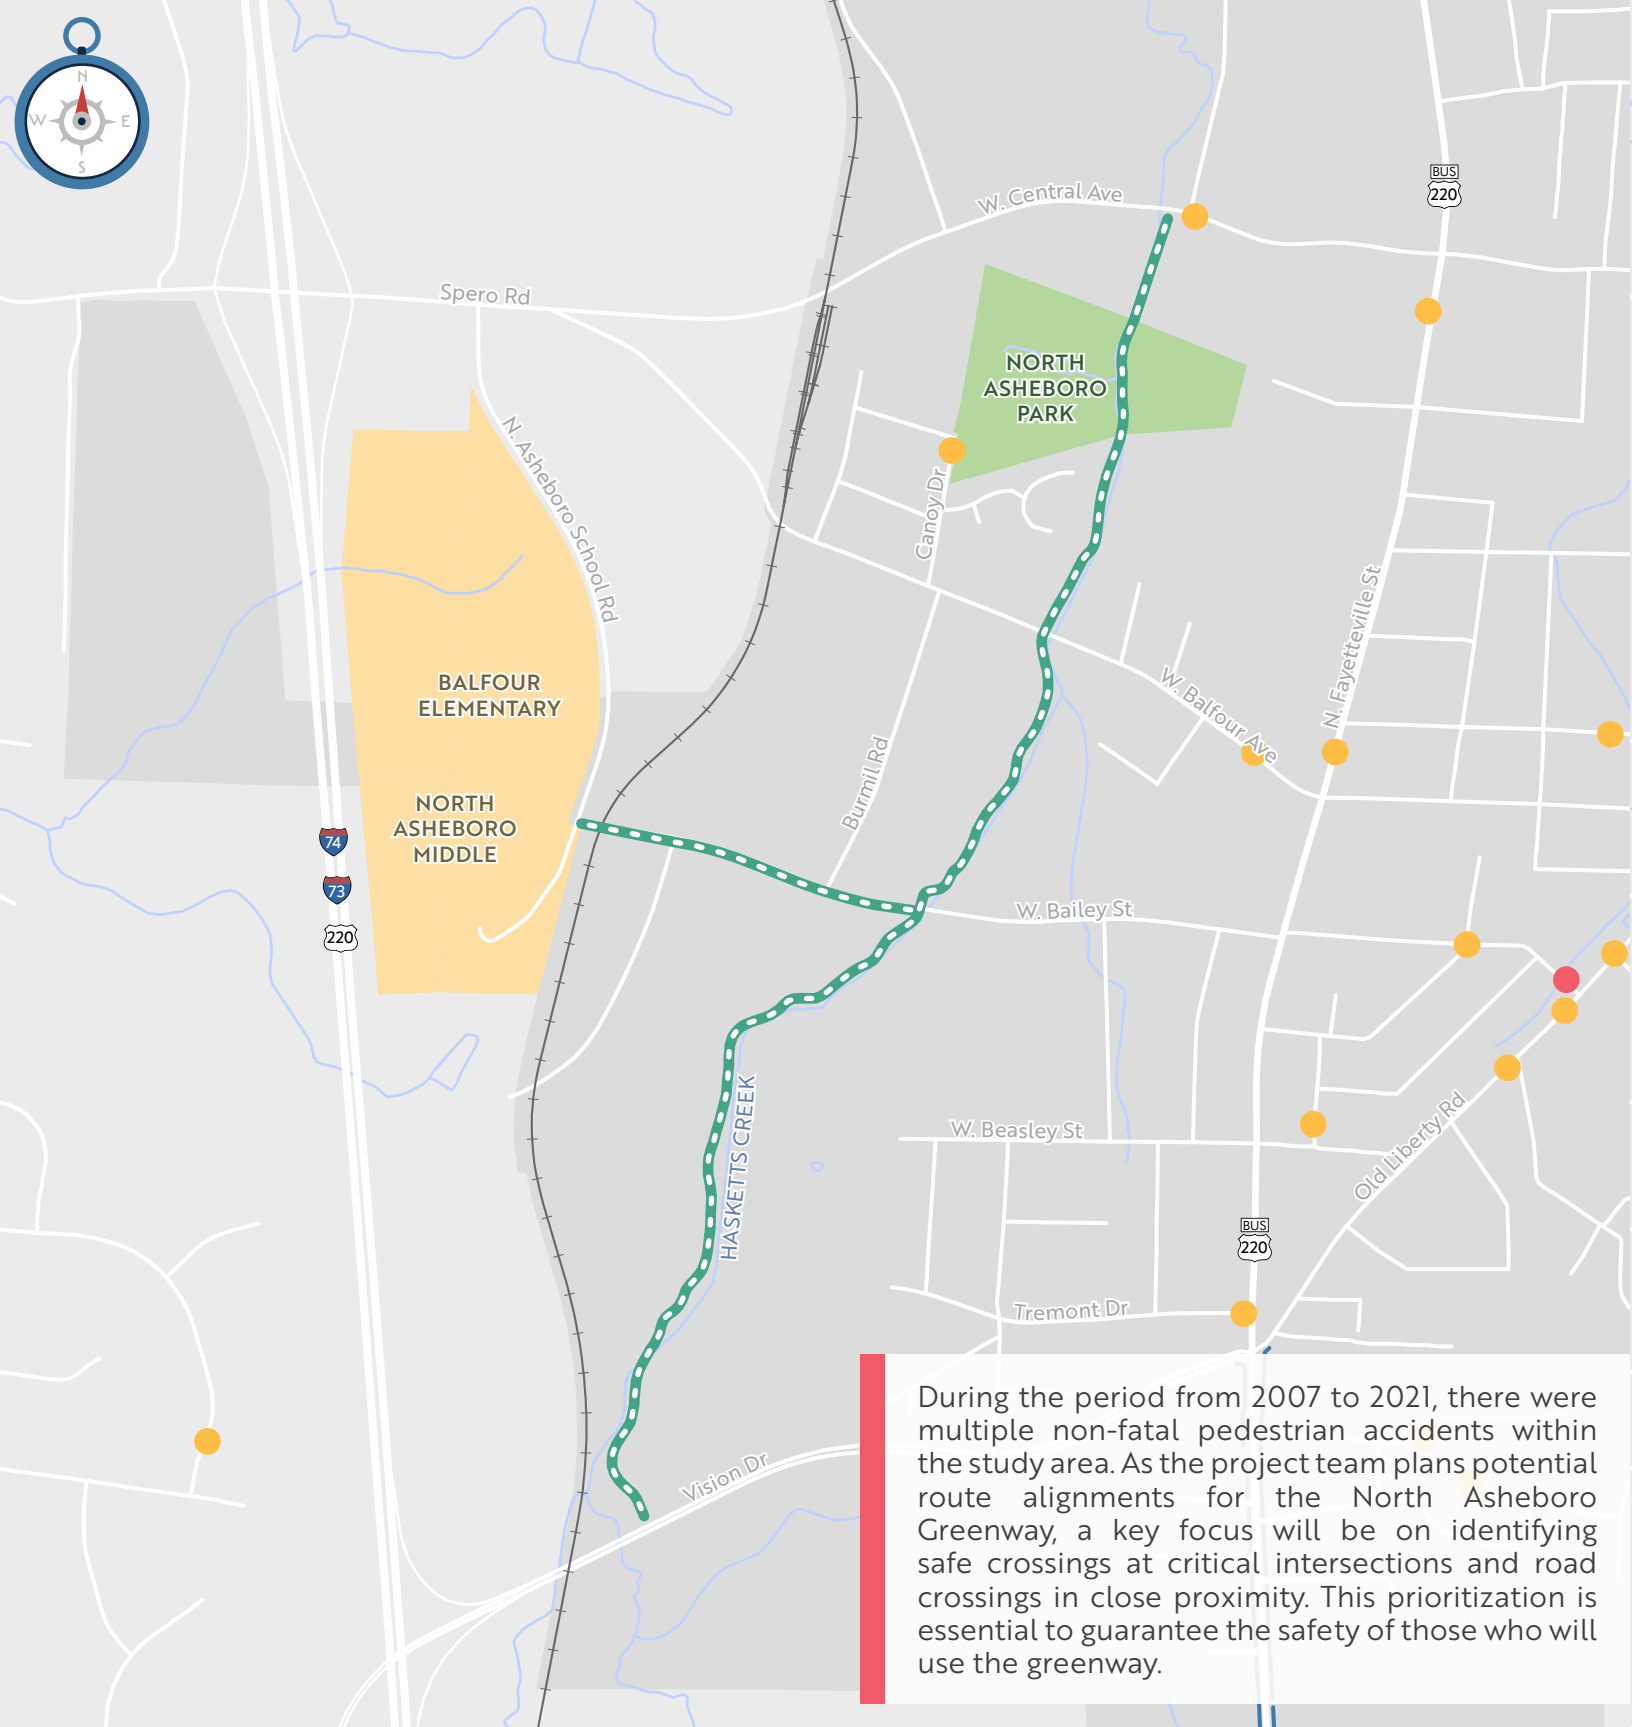 N
W
E
S
BUS
220
W. Central Ave
Spero Rd
NORTH
ASHEBORO
PARK
N. Asheboro School Rd
Canoy Dr
N. Fayetteville St
BALFOUR
ELEMENTARY
W. Balfour Ave
Burmil Rd
NORTH
ASHEBORO
MIDDLE
74
73
220
W. Bailey St
HASKETTS CREEK
W. Beasley St
Old Liberty Rd
BUS
220
Tremont Dr
Vision Dr
During the period from 2007 to 2021, there were
multiple non-fatal pedestrian accidents within
the study area. As the project team plans potential
route alignments for the North Asheboro
Greenway, a key focus will be on identifying
safe crossings at critical intersections and road
crossings in close proximity. This prioritization is
essential to guarantee the safety of those who will
use the greenway.